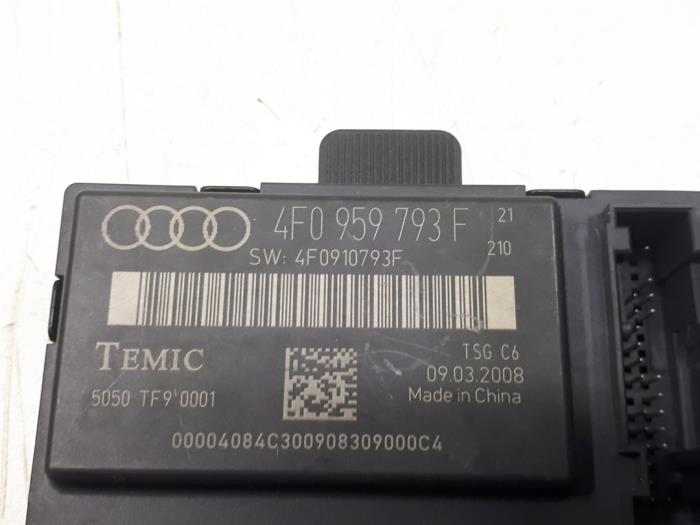 4F0 959 793 F 21
210
SW: 4F0910793F
TEMIC
TSG C6
09.03.2008
5050 TF9 0001
Made in China
00004084C300908309000C4